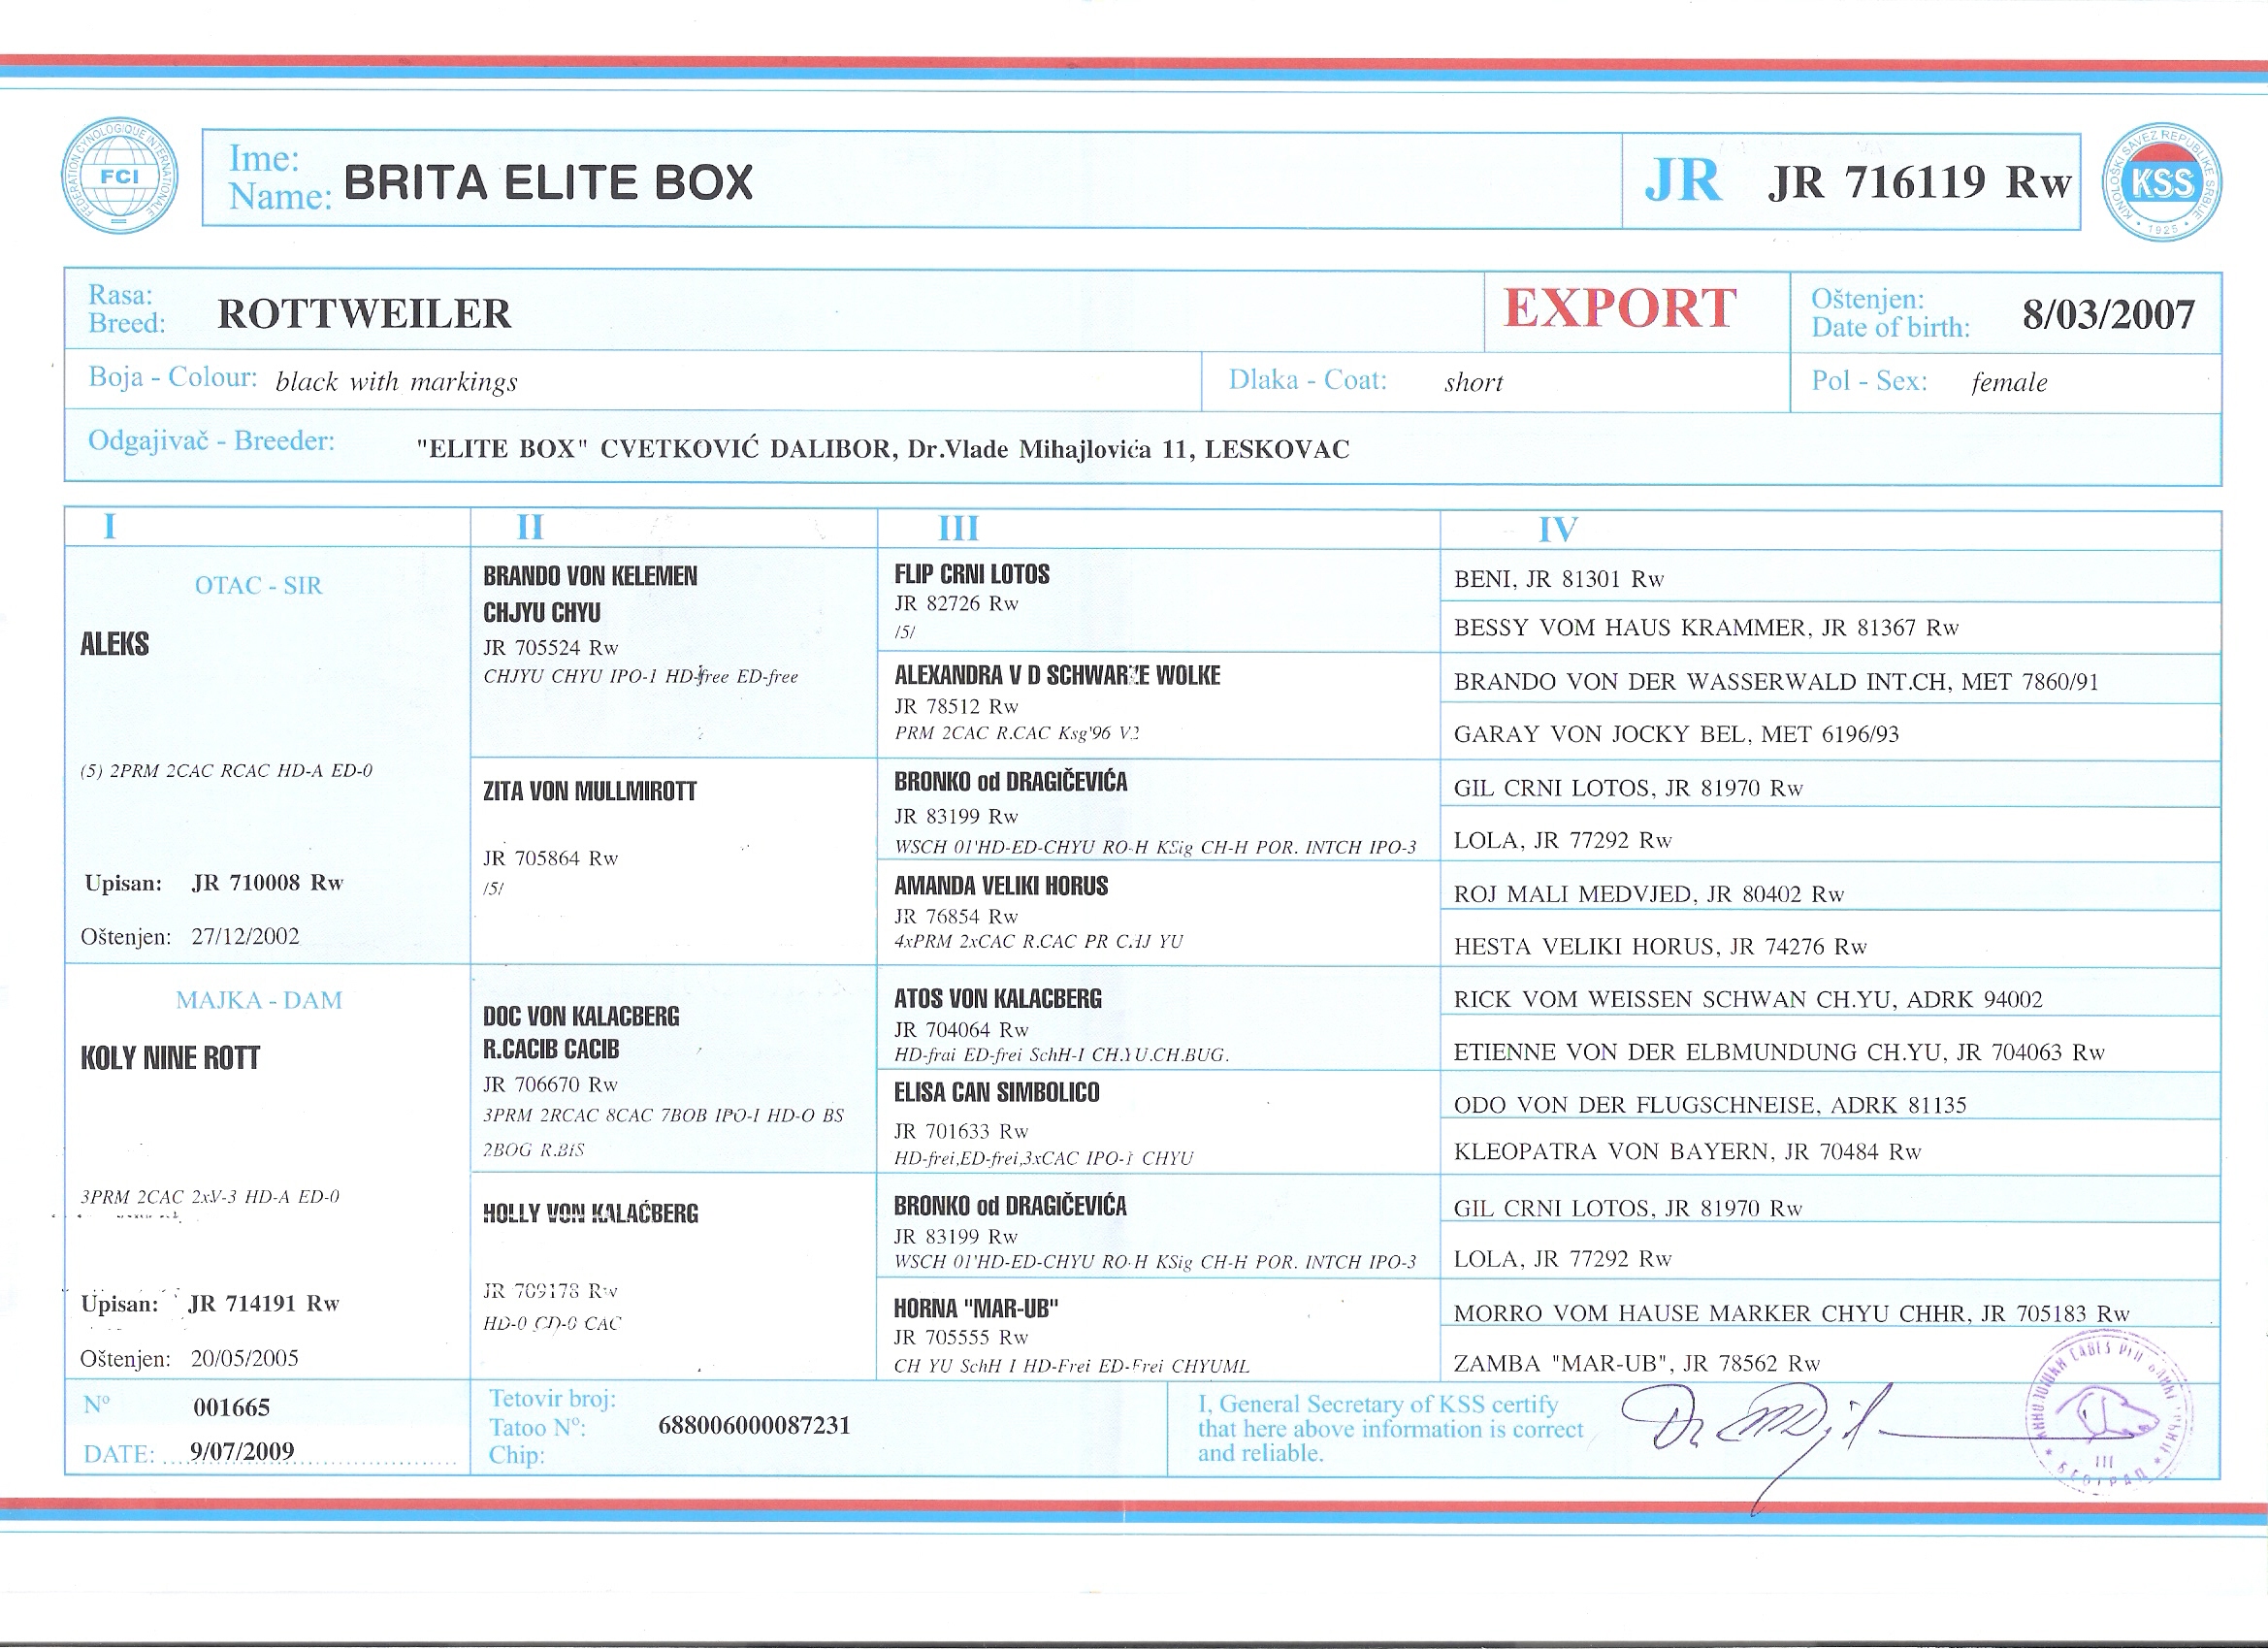 FEDERATION CYNOLOGIQUE INTERNATIONALE
FCI
Ime:
Name: BRITA ELITE BOX
JR JR 716119 Rw
KINOLOŠKI SAVEZ REPUBLIKE SRBIJE
KSS
1925
Rasa:
Breed: ROTTWEILER
EXPORT
Oštenjen:
Date of birth: 8/03/2007
Boja - Colour: black with markings
Dlaka - Coat: short
Pol - Sex: female
Odgajivač - Breeder: "ELITE BOX" CVETKOVIĆ DALIBOR, Dr.Vlade Mihajlovića 11, LESKOVAC
I
II
III
IV
OTAC - SIR
ALEKS
(5) 2PRM 2CAC RCAC HD-A ED-0
Upisan: JR 710008 Rw
Oštenjen: 27/12/2002
MAJKA - DAM
KOLY NINE ROTT
3PRM 2CAC 2xV-3 HD-A ED-0
Upisan: JR 714191 Rw
Oštenjen: 20/05/2005
BRANDO VON KELEMEN
CHJYU CHYU
JR 705524 Rw
CHJYU CHYU IPO-1 HD-free ED-free
ZITA VON MULLMIROTT
JR 705864 Rw
/5/
DOC VON KALACBERG
R.CACIB CACIB
JR 706670 Rw
3PRM 2RCAC 8CAC 7BOB IPO-I HD-O BS
2BOG R.BiS
HOLLY VON KALAĆBERG
JR 709178 Rw
HD-0 CAC
FLIP CRNI LOTOS
JR 82726 Rw
/5/
ALEXANDRA V D SCHWARZE WOLKE
JR 78512 Rw
PRM 2CAC R.CAC Ksg'96 V2
BRONKO od DRAGIČEVIĆA
JR 83199 Rw
WSCH 01'HD-ED-CHYU RO-H KSig CH-H POR. INTCH IPO-3
AMANDA VELIKI HORUS
JR 76854 Rw
4xPRM 2xCAC R.CAC PR CHJ YU
ATOS VON KALACBERG
JR 704064 Rw
HD-frai ED-frei SchH-I CH.YU.CH.BUG.
ELISA CAN SIMBOLICO
JR 701633 Rw
HD-frei,ED-frei,3xCAC IPO-1 CHYU
BRONKO od DRAGIČEVIĆA
JR 83199 Rw
WSCH 01'HD-ED-CHYU RO-H KSig CH-H POR. INTCH IPO-3
HORNA "MAR-UB"
JR 705555 Rw
CH YU SchH I HD-Frei ED-Frei CHYUML
BENI, JR 81301 Rw
BESSY VOM HAUS KRAMMER, JR 81367 Rw
BRANDO VON DER WASSERWALD INT.CH, MET 7860/91
GARAY VON JOCKY BEL, MET 6196/93
GIL CRNI LOTOS, JR 81970 Rw
LOLA, JR 77292 Rw
ROJ MALI MEDVJED, JR 80402 Rw
HESTA VELIKI HORUS, JR 74276 Rw
RICK VOM WEISSEN SCHWAN CH.YU, ADRK 94002
ETIENNE VON DER ELBMUNDUNG CH.YU, JR 704063 Rw
ODO VON DER FLUGSCHNEISE, ADRK 81135
KLEOPATRA VON BAYERN, JR 70484 Rw
GIL CRNI LOTOS, JR 81970 Rw
LOLA, JR 77292 Rw
MORRO VOM HAUSE MARKER CHYU CHHR, JR 705183 Rw
ZAMBA "MAR-UB", JR 78562 Rw
Nº 001665
DATE: 9/07/2009
Tetovir broj:
Tatoo Nº: 688006000087231
Chip:
I, General Secretary of KSS certify
that here above information is correct
and reliable.
III
БЕОГРАД